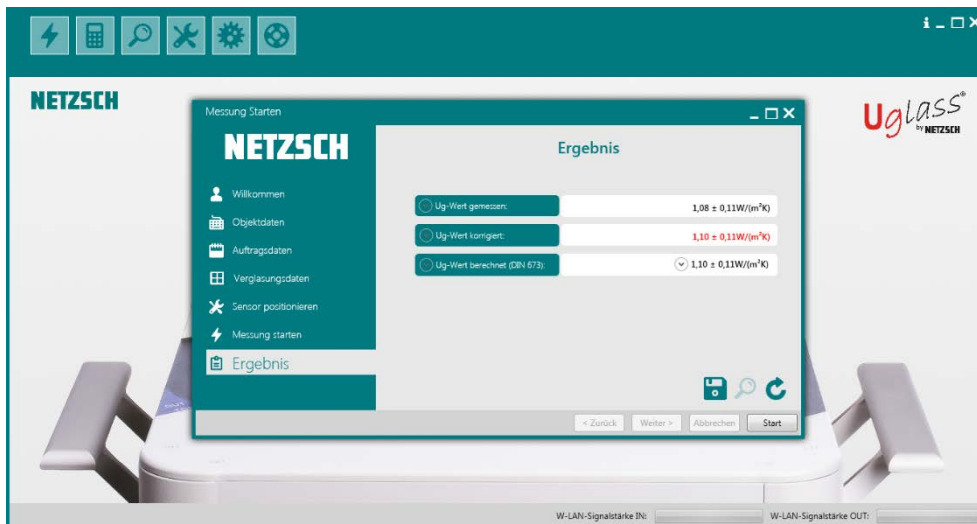 i
NETZSCH
Uglass®
by NETZSCH
Messung Starten
NETZSCH
Willkommen
Objektdaten
Auftragsdaten
Verglasungsdaten
Sensor positionieren
Messung starten
Ergebnis
Ergebnis
Ug-Wert gemessen: 1,08 ± 0,11W/(m²K)
Ug-Wert korrigiert: 1,10 ± 0,11W/(m²K)
Ug-Wert berechnet (DIN 673): 1,10 ± 0,11W/(m²K)
< Zurück Weiter > Abbrechen Start
OUT
W-LAN-Signalstärke IN: W-LAN-Signalstärke OUT: